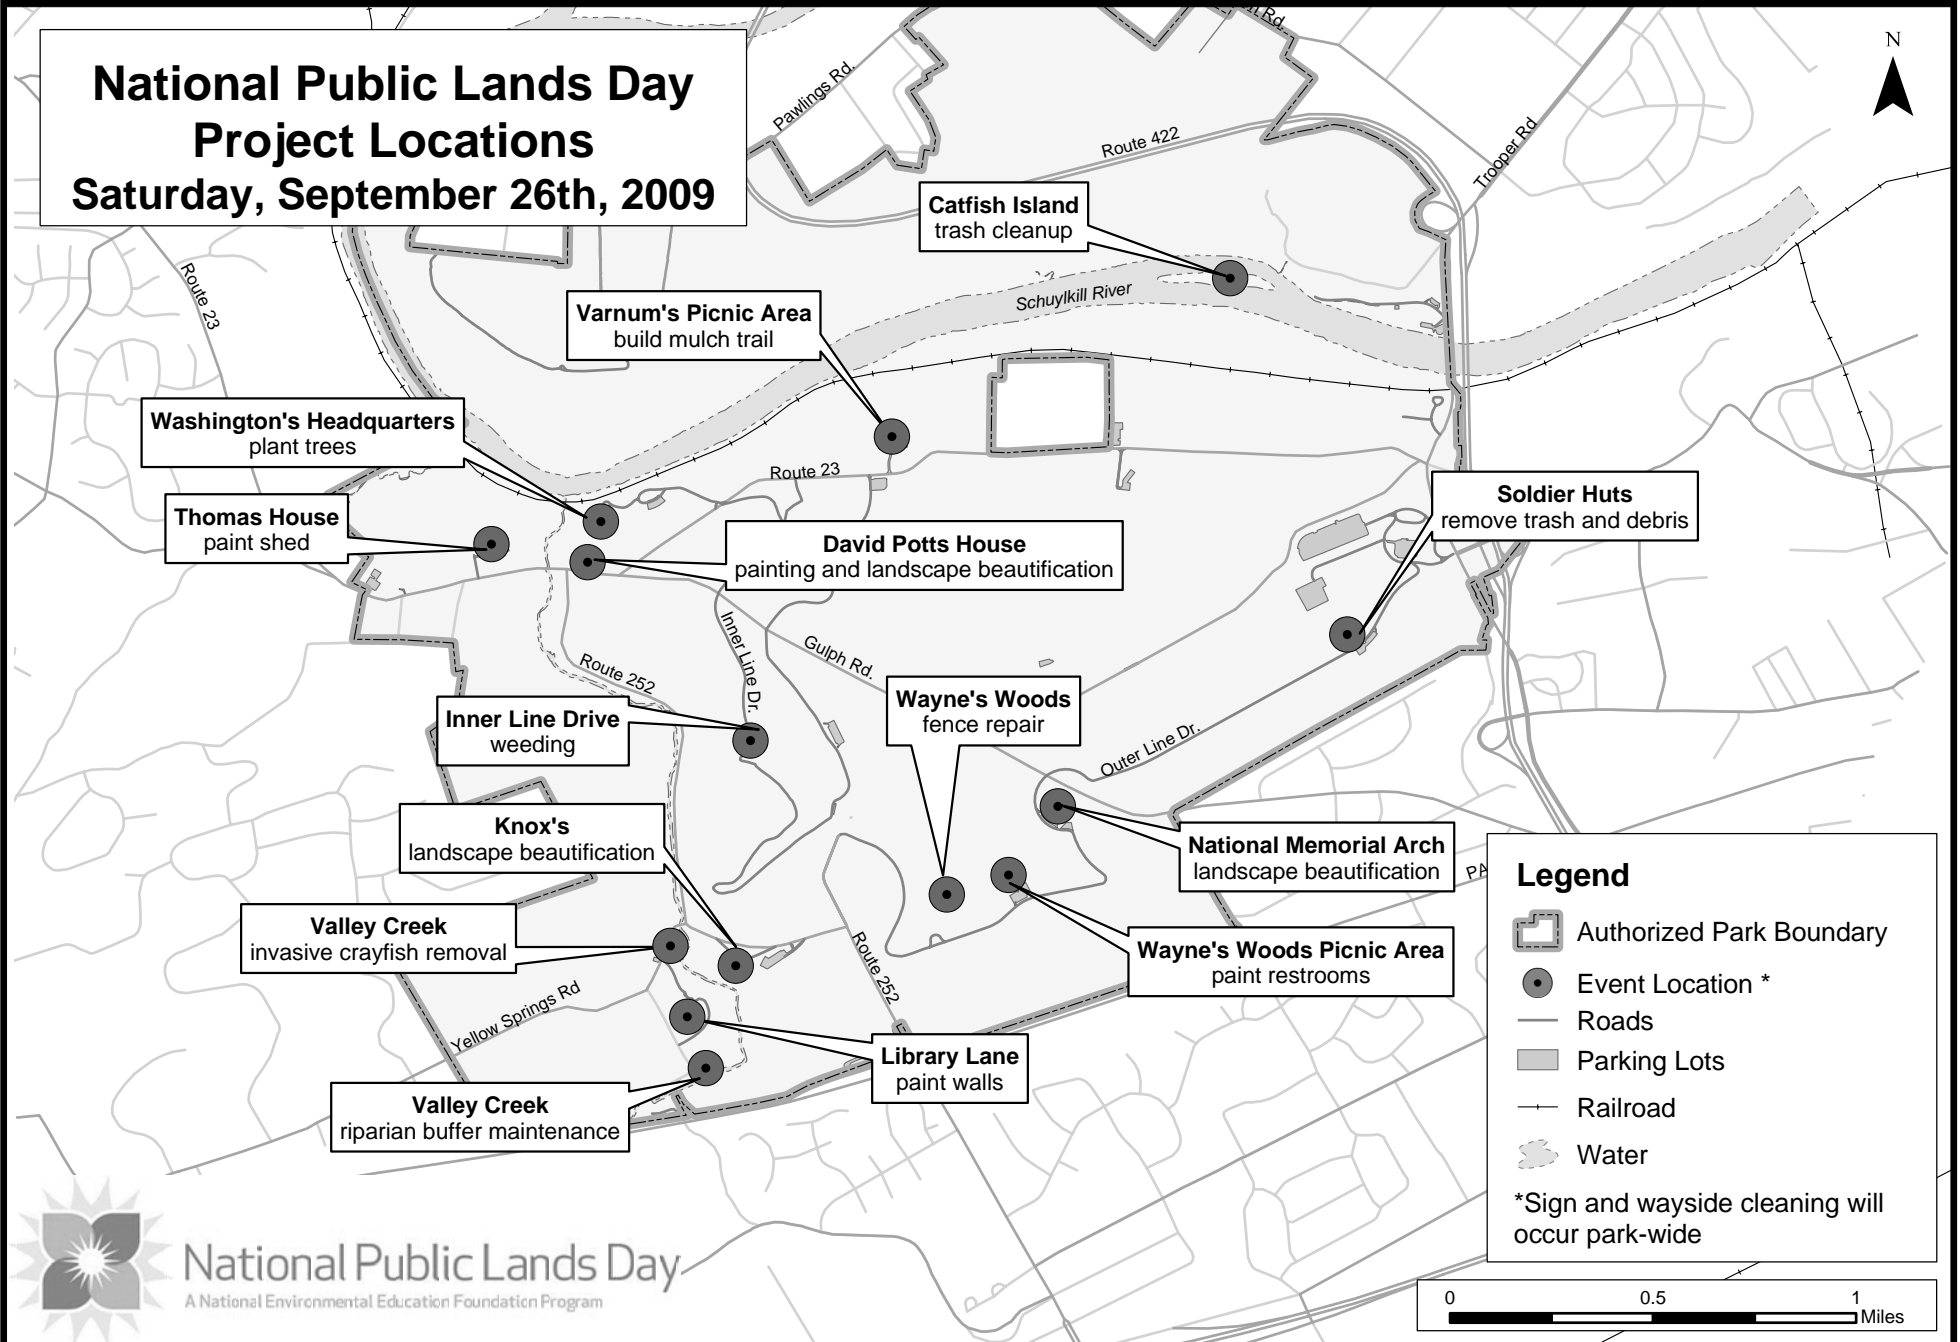 National Public Lands Day
Project Locations
Saturday, September 26th, 2009
Pawlings Rd.
Rd.
N
Route 422
Trooper Rd
Catfish Island
trash cleanup
Route 23
Schuylkill River
Varnum's Picnic Area
build mulch trail
Washington's Headquarters
plant trees
Route 23
Soldier Huts
remove trash and debris
Thomas House
paint shed
David Potts House
painting and landscape beautification
Inner Line Dr.
Gulph Rd.
Route 252
Wayne's Woods
fence repair
Inner Line Drive
weeding
Outer Line Dr.
Knox's
landscape beautification
National Memorial Arch
landscape beautification
PA
Valley Creek
invasive crayfish removal
Route 252
Wayne's Woods Picnic Area
paint restrooms
Yellow Springs Rd
Library Lane
paint walls
Valley Creek
riparian buffer maintenance
Legend
Authorized Park Boundary
Event Location *
Roads
Parking Lots
Railroad
Water
*Sign and wayside cleaning will
occur park-wide
National Public Lands Day
A National Environmental Education Foundation Program
0 0.5 1
Miles